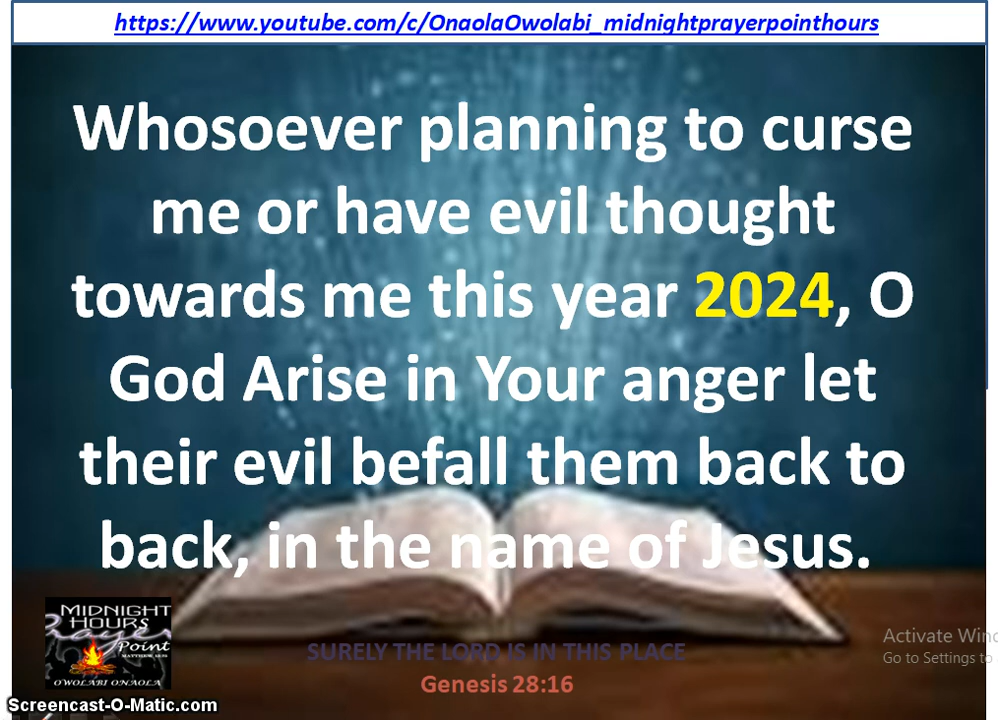 https://www.youtube.com/c/OnaolaOwolabi_midnightprayerpointhours
Whosoever planning to curse
me or have evil thought
towards me this year 2024, O
God Arise in Your anger let
their evil befall them back to
back, in the name of Jesus.
MIDNIGHT
HOURS
Prayer
Point
MATTHEW
OWOLABI ONAOLA
SURELY THE LORD IS IN THIS PLACE
Genesis 28:16
Activate Win
Go to Settings to
Screencast-O-Matic.com